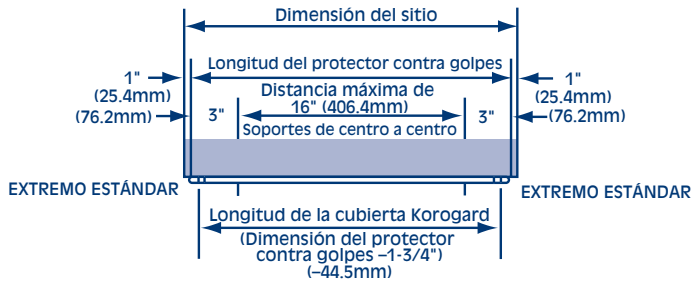 Dimensión del sitio
Longitud del protector contra golpes
1"
(25.4mm)
(76.2mm)
3"
Distancia máxima de
16" (406.4mm)
Soportes de centro a centro
3"
1"
(25.4mm)
(76.2mm)
EXTREMO ESTÁNDAR
EXTREMO ESTÁNDAR
Longitud de la cubierta Korogard
(Dimensión del protector
contra golpes –1-3/4")
(–44.5mm)